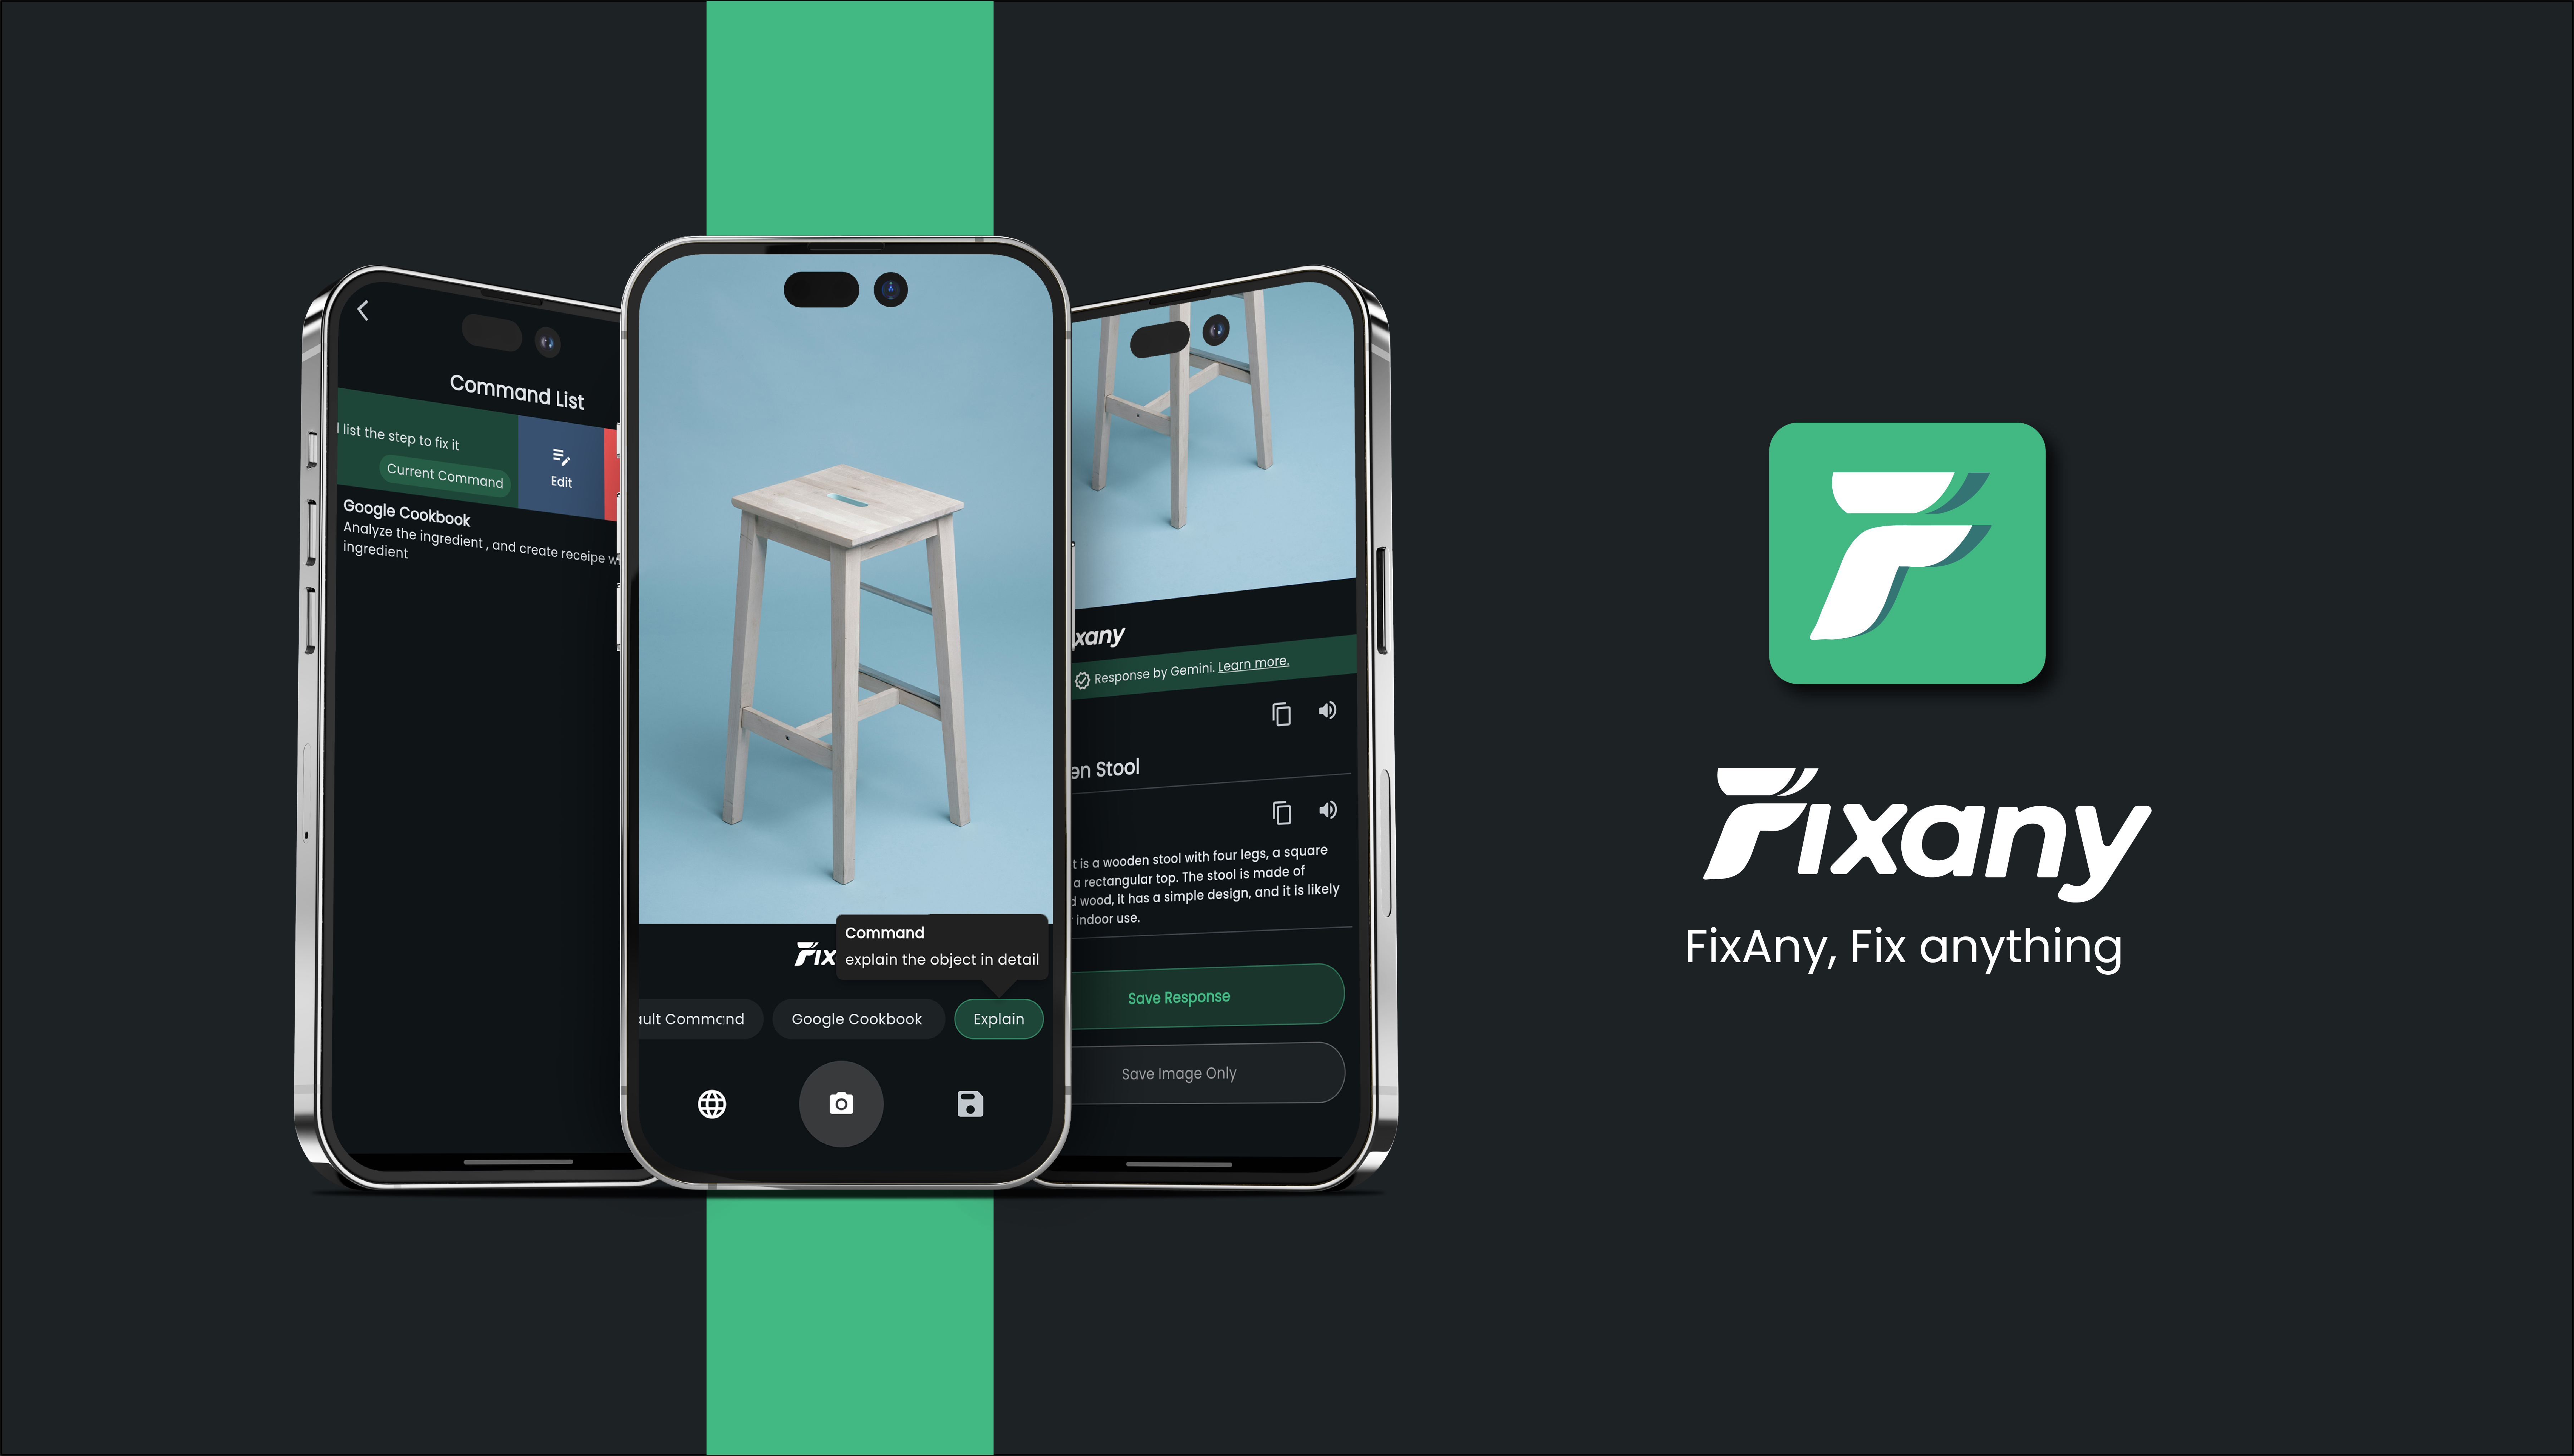 Command List
list the step to fix it
Current Command
Edit
Google Cookbook
Analyze the ingredient , and create receipe
ingredient
Fix
Command
explain the object in detail
Command
Google Cookbook
Explain
xany
Response by Gemini. Learn more.
en Stool
is a wooden stool with four legs, a square
a rectangular top. The stool is made of
wood, it has a simple design, and it is likely
indoor use.
Save Response
Save Image Only
F
Fixany
FixAny, Fix anything